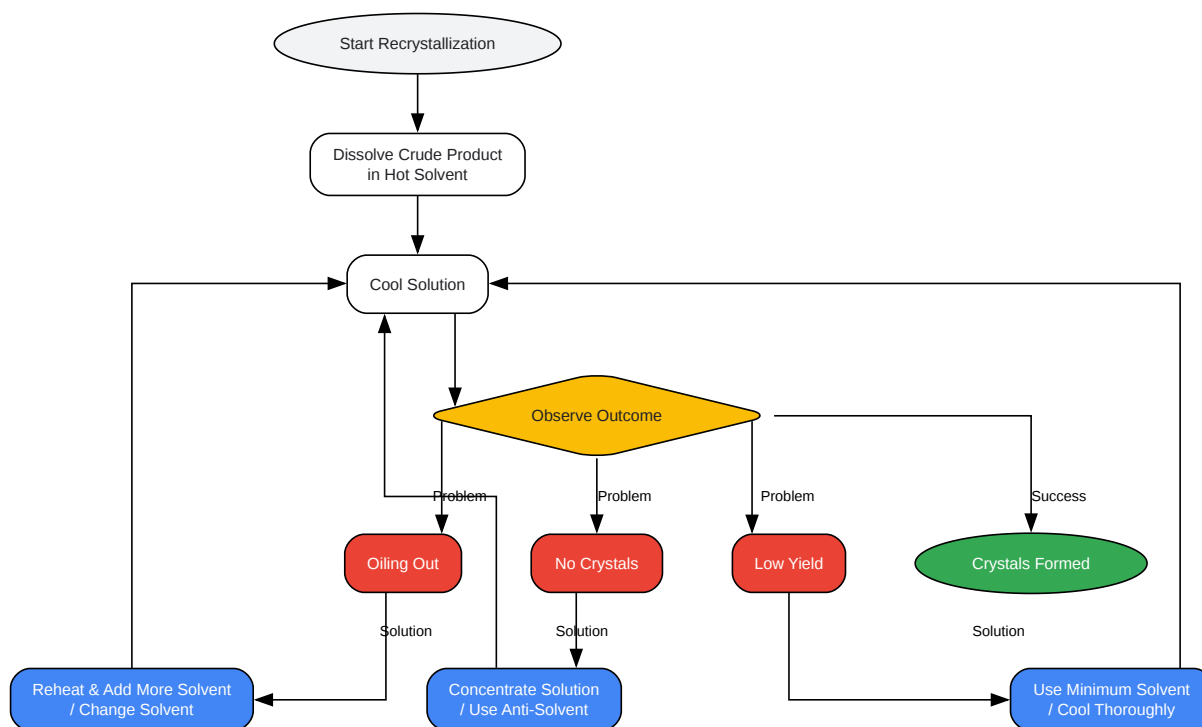 Start Recrystallization
Dissolve Crude Product
in Hot Solvent
Cool Solution
Observe Outcome
Problem
Problem
Problem
Success
Oiling Out
No Crystals
Low Yield
Crystals Formed
Solution
Solution
Solution
Reheat & Add More Solvent
/ Change Solvent
Concentrate Solution
/ Use Anti-Solvent
Use Minimum Solvent
/ Cool Thoroughly